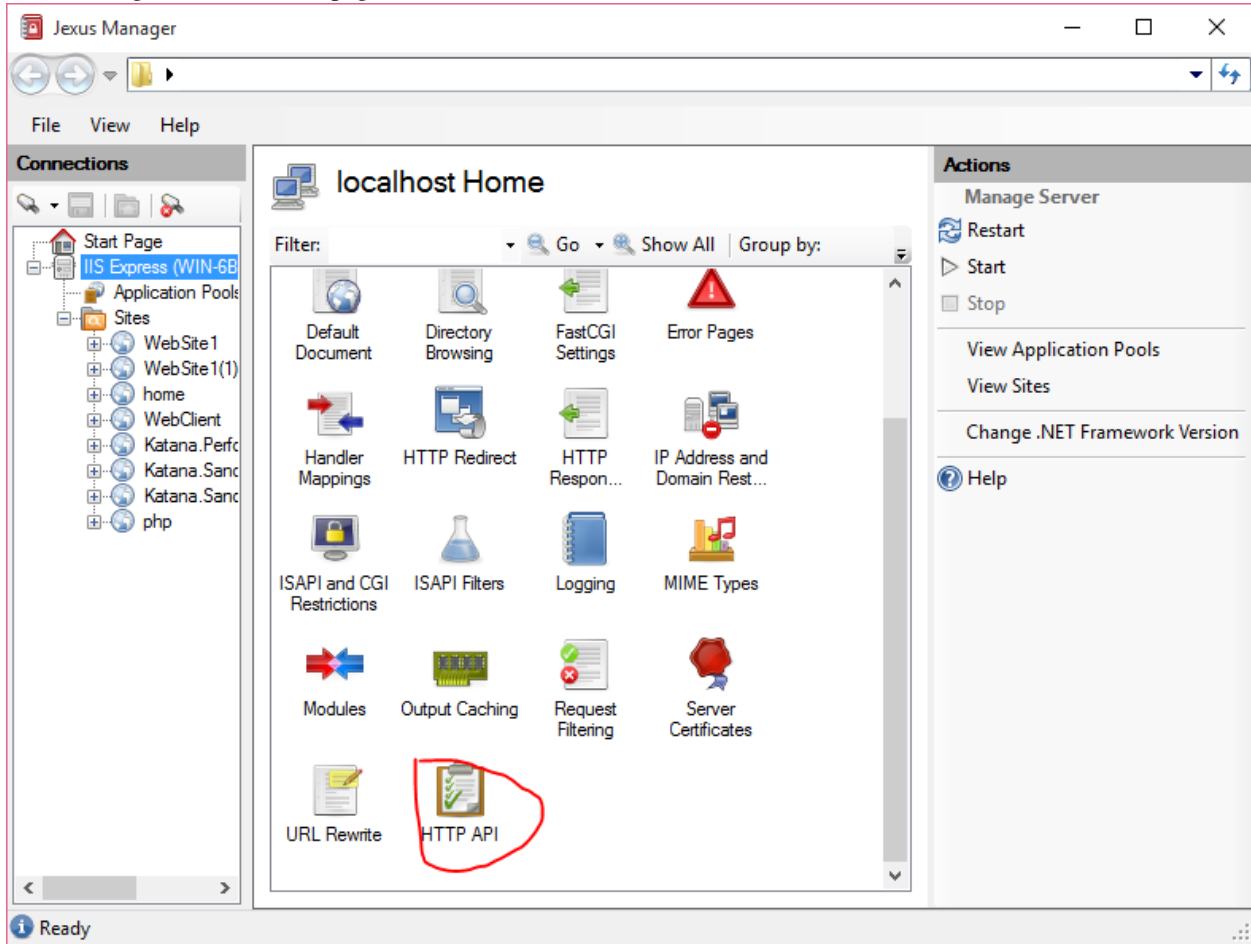 Jexus Manager
File View Help
Connections
Start Page
IIS Express (WIN-6B
Application Pools
Sites
WebSite1
WebSite1(1)
home
WebClient
Katana.Perfo
Katana.Sanc
Katana.Sanc
php
localhost Home
Filter: Go Show All Group by:
Default Document
Directory Browsing
FastCGI Settings
Error Pages
Handler Mappings
HTTP Redirect
HTTP Respon...
IP Address and Domain Rest...
ISAPI and CGI Restrictions
ISAPI Filters
Logging
MIME Types
Modules
Output Caching
Request Filtering
Server Certificates
URL Rewrite
HTTP API
Actions
Manage Server
Restart
Start
Stop
View Application Pools
View Sites
Change .NET Framework Version
Help
Ready